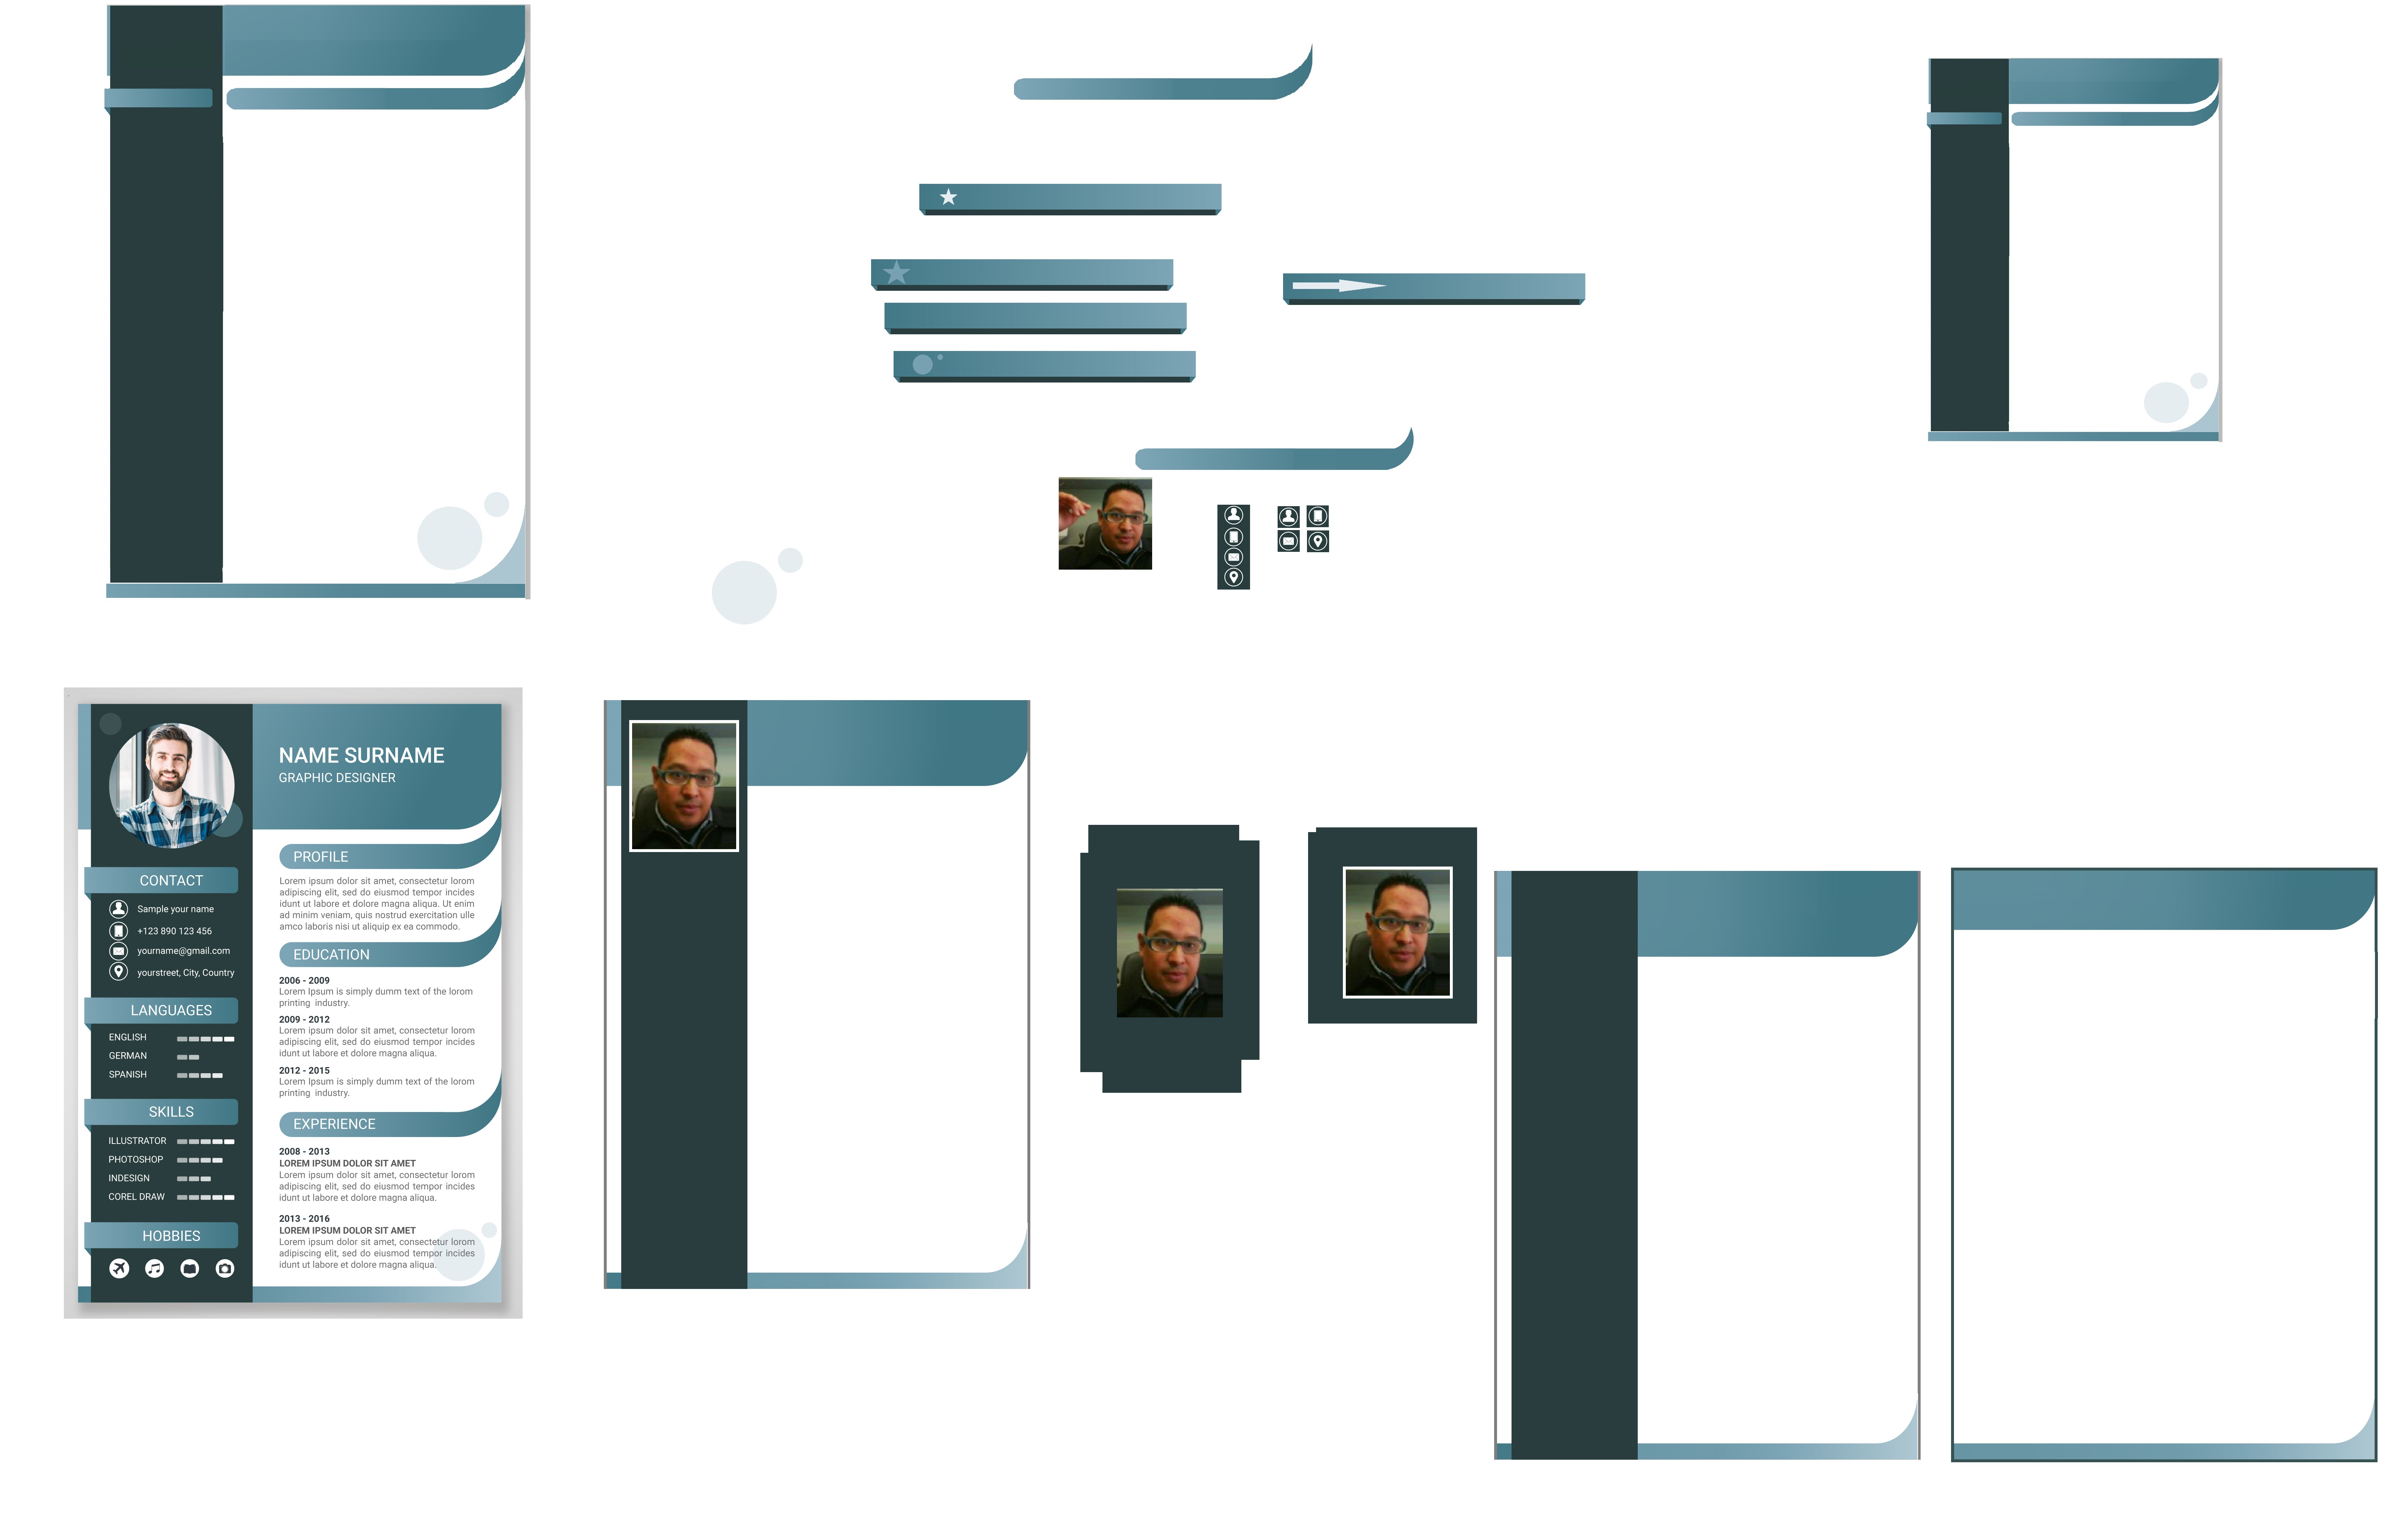 NAME SURNAME
GRAPHIC DESIGNER
CONTACT
Sample your name
+123 890 123 456
yourname@gmail.com
yourstreet, City, Country
LANGUAGES
ENGLISH
GERMAN
SPANISH
SKILLS
ILLUSTRATOR
PHOTOSHOP
INDESIGN
COREL DRAW
HOBBIES
PROFILE
Lorem ipsum dolor sit amet, consectetur lorom
adipiscing elit, sed do eiusmod tempor incides
idunt ut labore et dolore magna aliqua. Ut enim
ad minim veniam, quis nostrud exercitation ulle
amco laboris nisi ut aliquip ex ea commodo.
EDUCATION
2006 - 2009
Lorem Ipsum is simply dumm text of the lorom
printing industry.
2009 - 2012
Lorem ipsum dolor sit amet, consectetur lorom
adipiscing elit, sed do eiusmod tempor incides
idunt ut labore et dolore magna aliqua.
2012 - 2015
Lorem Ipsum is simply dumm text of the lorom
printing industry.
EXPERIENCE
2008 - 2013
LOREM IPSUM DOLOR SIT AMET
Lorem ipsum dolor sit amet, consectetur lorom
adipiscing elit, sed do eiusmod tempor incides
idunt ut labore et dolore magna aliqua.
2013 - 2016
LOREM IPSUM DOLOR SIT AMET
Lorem ipsum dolor sit amet, consectetur lorom
adipiscing elit, sed do eiusmod tempor incides
idunt ut labore et dolore magna aliqua.